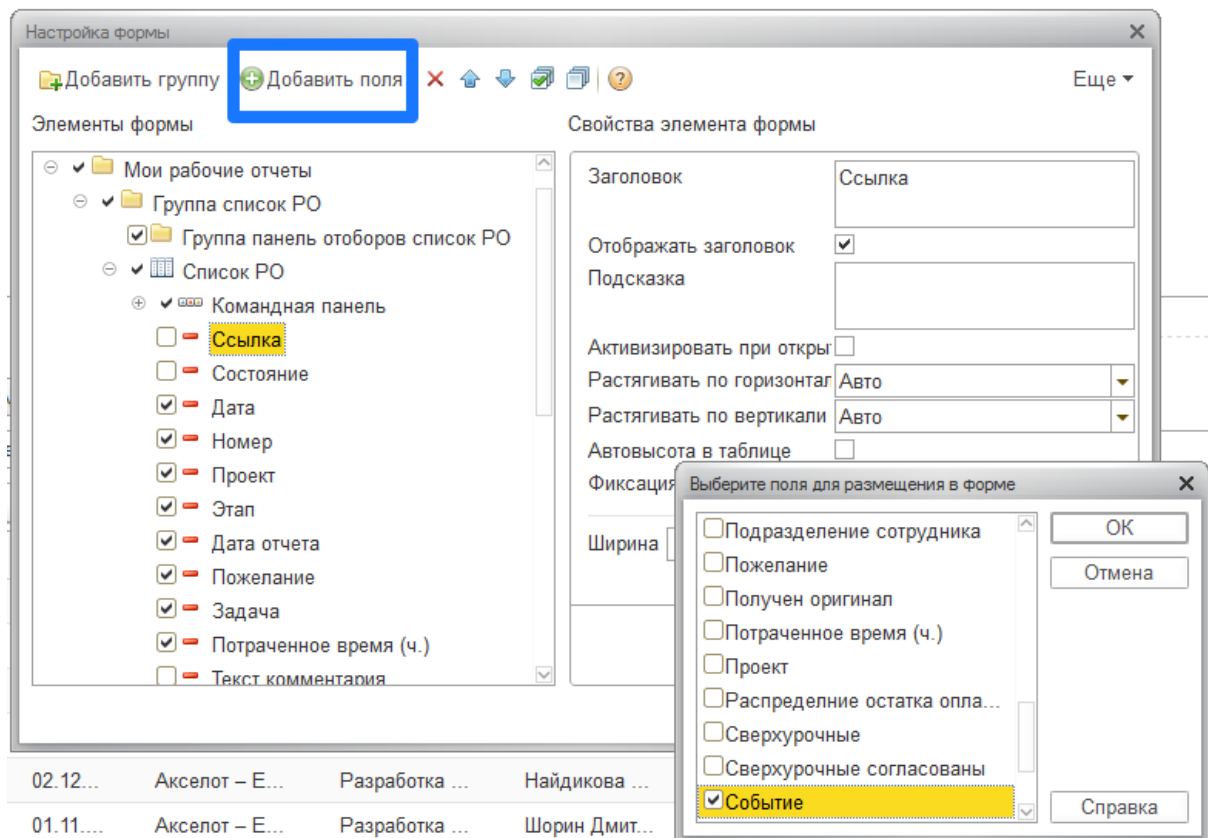 Настройка формы
Добавить группу Добавить поля Еще
Элементы формы
Свойства элемента формы
Мои рабочие отчеты
Группа список РО
Группа панель отоборов список РО
Список РО
Командная панель
Ссылка
Состояние
Дата
Номер
Проект
Этап
Дата отчета
Пожелание
Задача
Потраченное время (ч.)
Текст комментария
Заголовок Ссылка
Отображать заголовок
Подсказка
Активизировать при откры
Растягивать по горизонтал Авто
Растягивать по вертикали Авто
Автовысота в таблице
Фиксация
Ширина
Выберите поля для размещения в форме
Подразделение сотрудника
Пожелание
Получен оригинал
Потраченное время (ч.)
Проект
Распределние остатка опла...
Сверхурочные
Сверхурочные согласованы
Событие
ОК
Отмена
Справка
02.12... Акселот – Е... Разработка ... Найдикова ...
01.11.... Акселот – Е... Разработка ... Шорин Дмит...